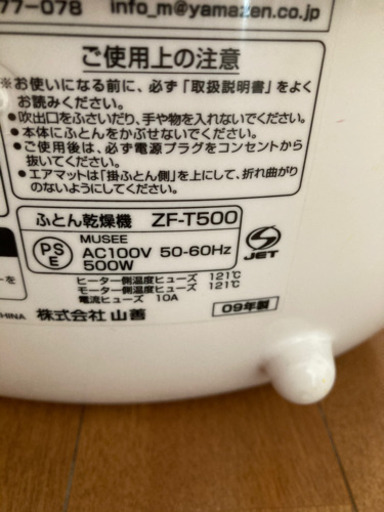 77-078 info_m@yamazen.co.jp
ご使用上の注意
※お使いになる前に、必ず「取扱説明書」をよく
お読みください。
●吹出口をふさいだり、手や物を入れないでください。
●本体にふとんをかぶせないでください。
●ご使用後は、必ず電源プラグをコンセントから
抜いてください。
●エアマットは「掛ふとん側」を上にして、折れ曲がり
のないようにしてください。
ふとん乾燥機 ZF-T500
PS
E
MUSEE
AC100V 50-60Hz
500W
JET
ヒーター側温度ヒューズ 121℃
モーター側温度ヒューズ 121℃
電流ヒューズ 10A
HINA 株式会社 山善
09年製